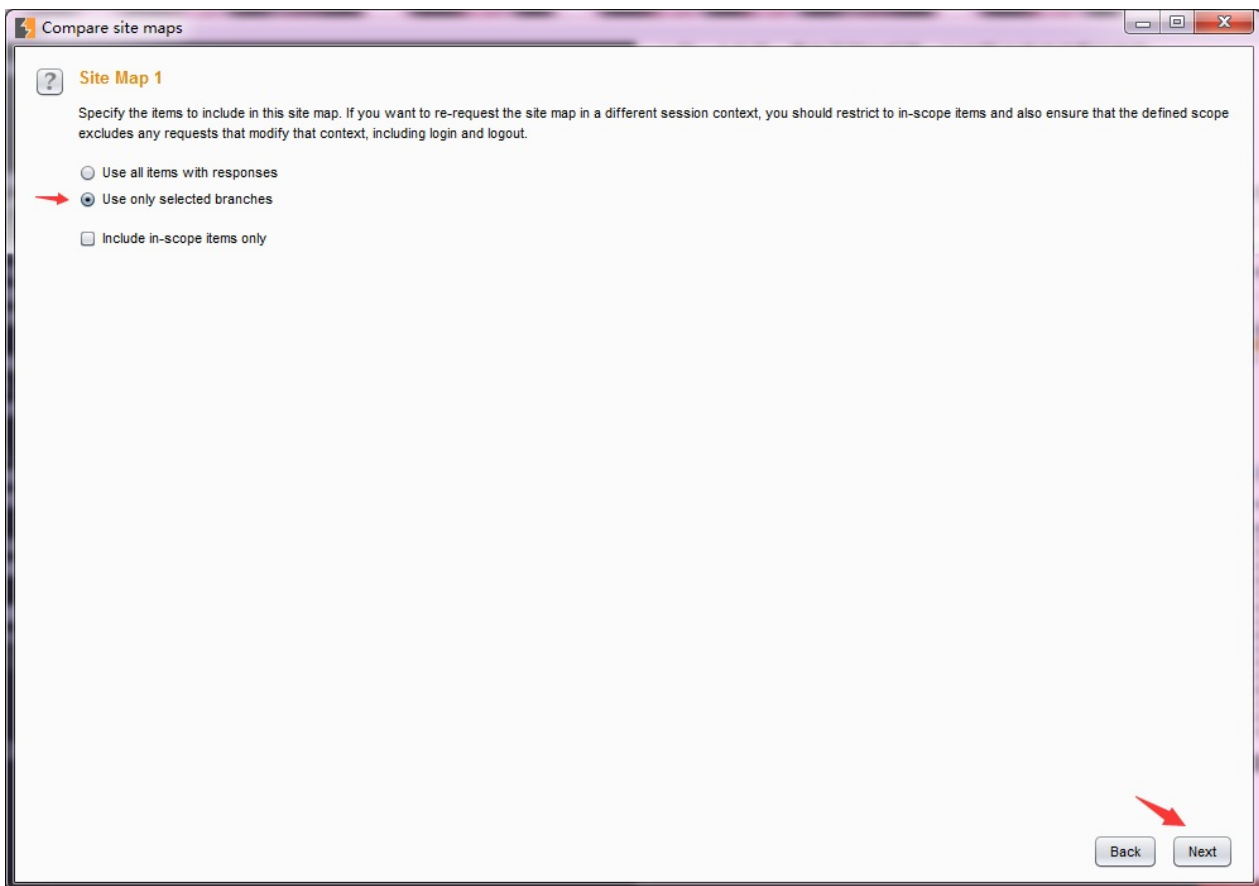 Compare site maps
Site Map 1
Specify the items to include in this site map. If you want to re-request the site map in a different session context, you should restrict to in-scope items and also ensure that the defined scope
excludes any requests that modify that context, including login and logout.
Use all items with responses
Use only selected branches
Include in-scope items only
Back Next